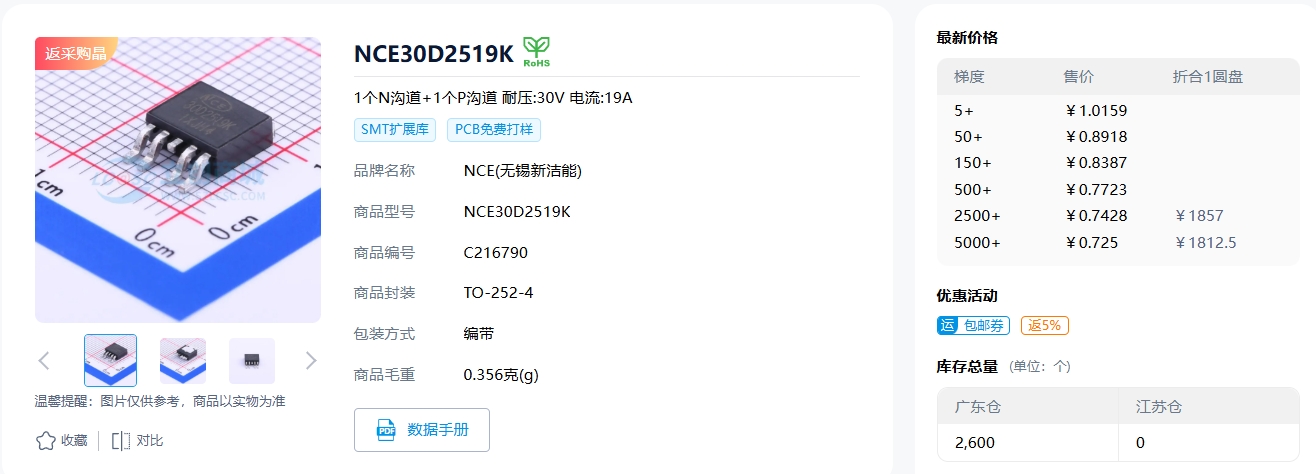 返采购晶
NCE30D2519K
RoHS
1个N沟道+1个P沟道 耐压:30V 电流:19A
SMT扩展库 PCB免费打样
品牌名称 NCE(无锡新洁能)
商品型号 NCE30D2519K
商品编号 C216790
商品封装 TO-252-4
包装方式 编带
商品毛重 0.356克(g)
PDF 数据手册
1cm
0cm
0cm
温馨提醒：图片仅供参考，商品以实物为准
收藏 对比
最新价格
梯度 售价 折合1圆盘
5+ ￥1.0159
50+ ￥0.8918
150+ ￥0.8387
500+ ￥0.7723
2500+ ￥0.7428 ￥1857
5000+ ￥0.725 ￥1812.5
优惠活动
运 包邮券 返5%
库存总量 (单位：个)
广东仓 江苏仓
2,600 0